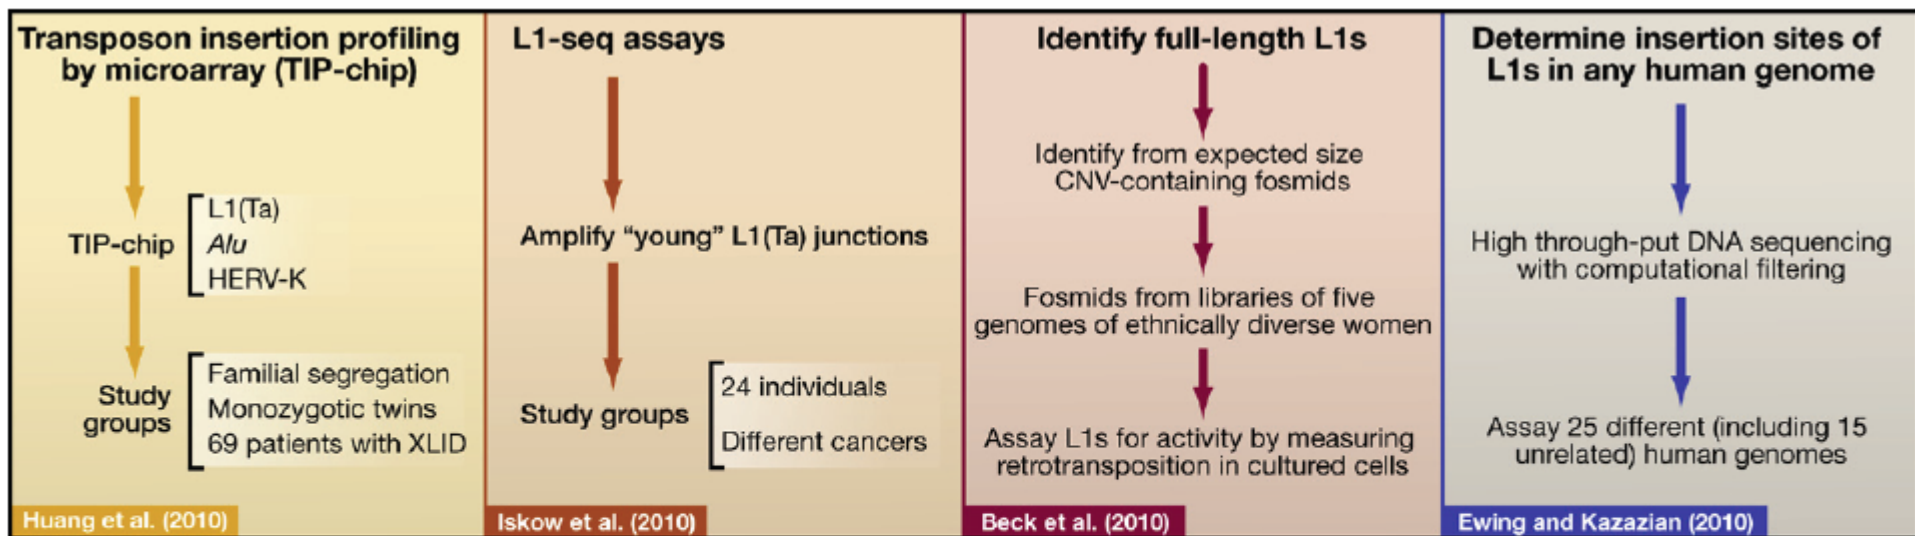 Transposon insertion profiling
by microarray (TIP-chip)
TIP-chip
L1(Ta)
Alu
HERV-K
Study
groups
Familial segregation
Monozygotic twins
69 patients with XLID
Huang et al. (2010)
L1-seq assays
Amplify “young” L1(Ta) junctions
Study groups
24 individuals
Different cancers
Iskow et al. (2010)
Identify full-length L1s
Identify from expected size
CNV-containing fosmids
Fosmids from libraries of five
genomes of ethnically diverse women
Assay L1s for activity by measuring
retrotransposition in cultured cells
Beck et al. (2010)
Determine insertion sites of
L1s in any human genome
High through-put DNA sequencing
with computational filtering
Assay 25 different (including 15
unrelated) human genomes
Ewing and Kazazian (2010)